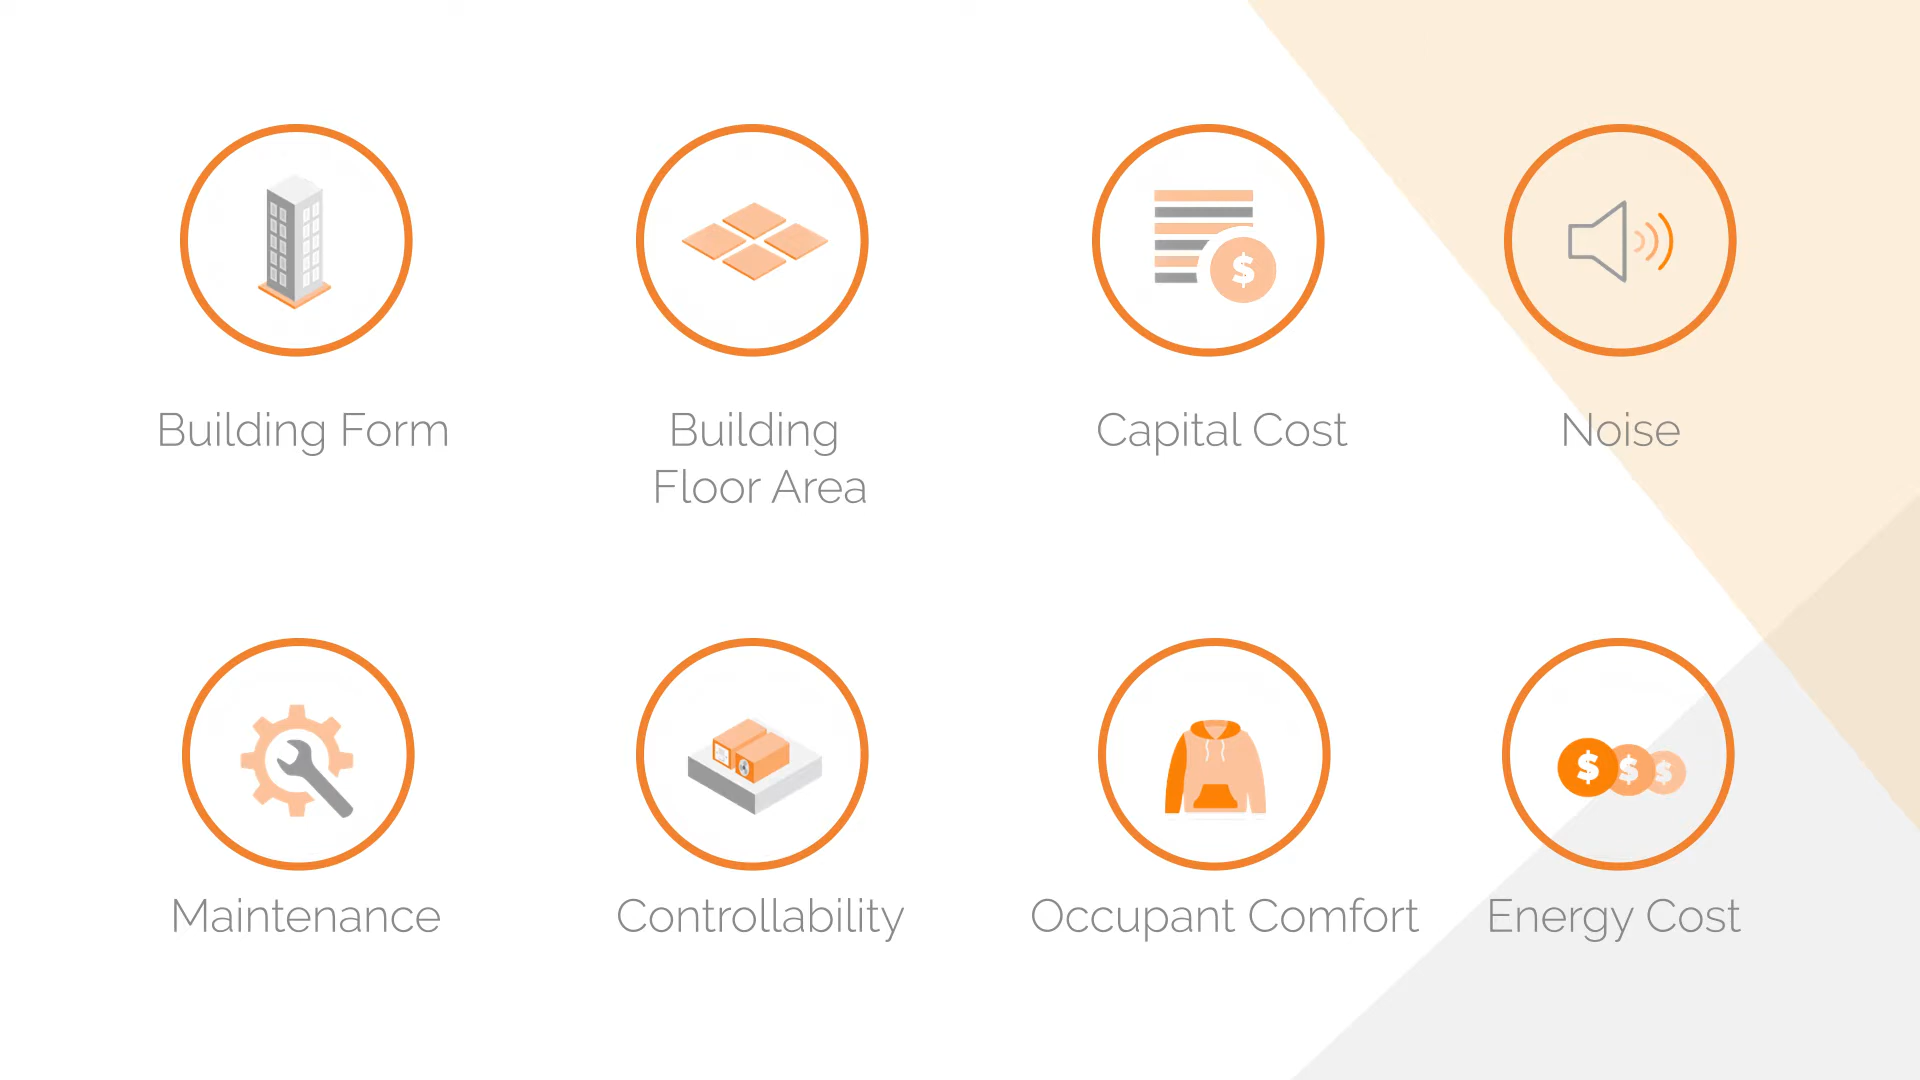 Building Form
Building
Floor Area
Capital Cost
Noise
$
Maintenance
Controllability
Occupant Comfort
Energy Cost
$ $ $